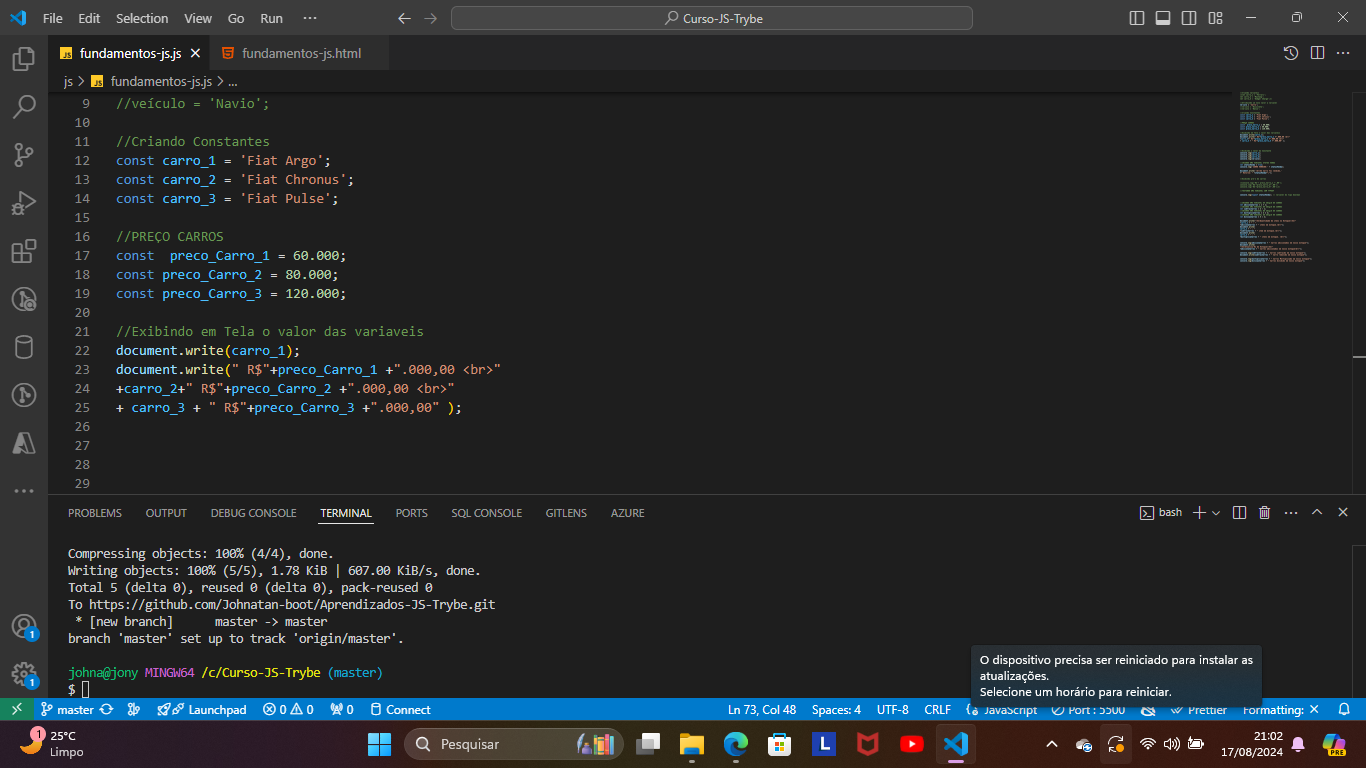 File Edit Selection View Go Run ··· Curso-JS-Trybe
fundamentos-js.js fundamentos-js.html
js > fundamentos-js.js > ...
9 //veículo = 'Navio';
10
11 //Criando Constantes
12 const carro_1 = 'Fiat Argo';
13 const carro_2 = 'Fiat Chronus';
14 const carro_3 = 'Fiat Pulse';
15
16 //PREÇO CARROS
17 const  preco_Carro_1 = 60.000;
18 const preco_Carro_2 = 80.000;
19 const preco_Carro_3 = 120.000;
20
21 //Exibindo em Tela o valor das variaveis
22 document.write(carro_1);
23 document.write(" R$"+preco_Carro_1 +".000,00 <br>"
24 +carro_2+" R$"+preco_Carro_2 +".000,00 <br>"
25 + carro_3 + " R$"+preco_Carro_3 +".000,00" );
26
27
28
29
PROBLEMS OUTPUT DEBUG CONSOLE TERMINAL PORTS SQL CONSOLE GITLENS AZURE bash
Compressing objects: 100% (4/4), done.
Writing objects: 100% (5/5), 1.78 KiB | 607.00 KiB/s, done.
Total 5 (delta 0), reused 0 (delta 0), pack-reused 0
To https://github.com/Johnatan-boot/Aprendizados-JS-Trybe.git
 * [new branch]      master -> master
branch 'master' set up to track 'origin/master'.
johna@jony MINGW64 /c/Curso-JS-Trybe (master)
$
O dispositivo precisa ser reiniciado para instalar as
atualizações.
Selecione um horário para reiniciar.
1
1
master Launchpad 0 0 0 Connect Ln 73, Col 48 Spaces: 4 UTF-8 CRLF JavaScript Port : 5500 Prettier Formatting: ×
1 25°C
Limpo
Pesquisar
L
21:02
17/08/2024
PRE